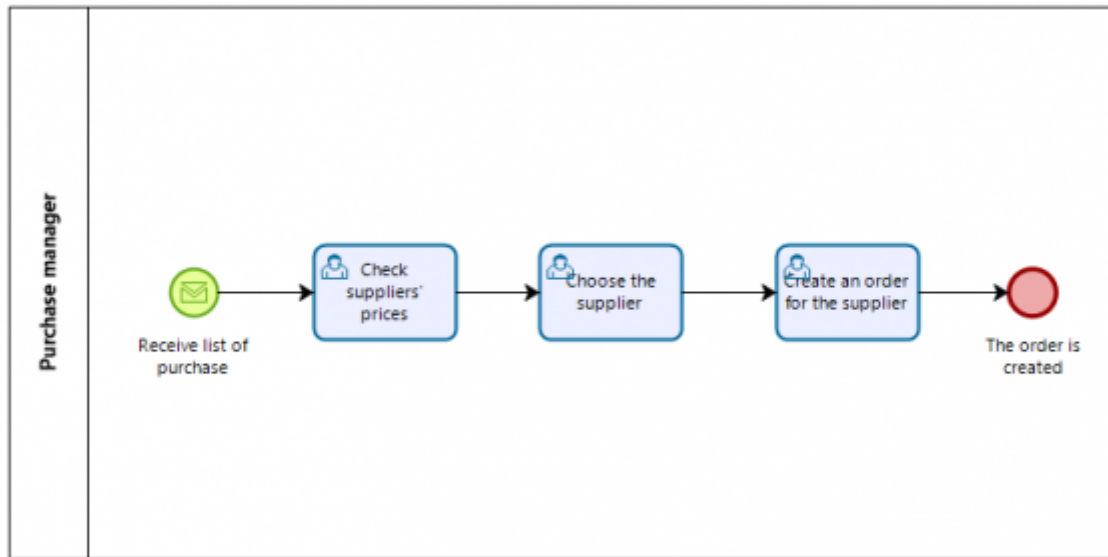 Purchase manager
Receive list of
purchase
Check
suppliers'
prices
Choose the
supplier
Create an order
for the supplier
The order is
created